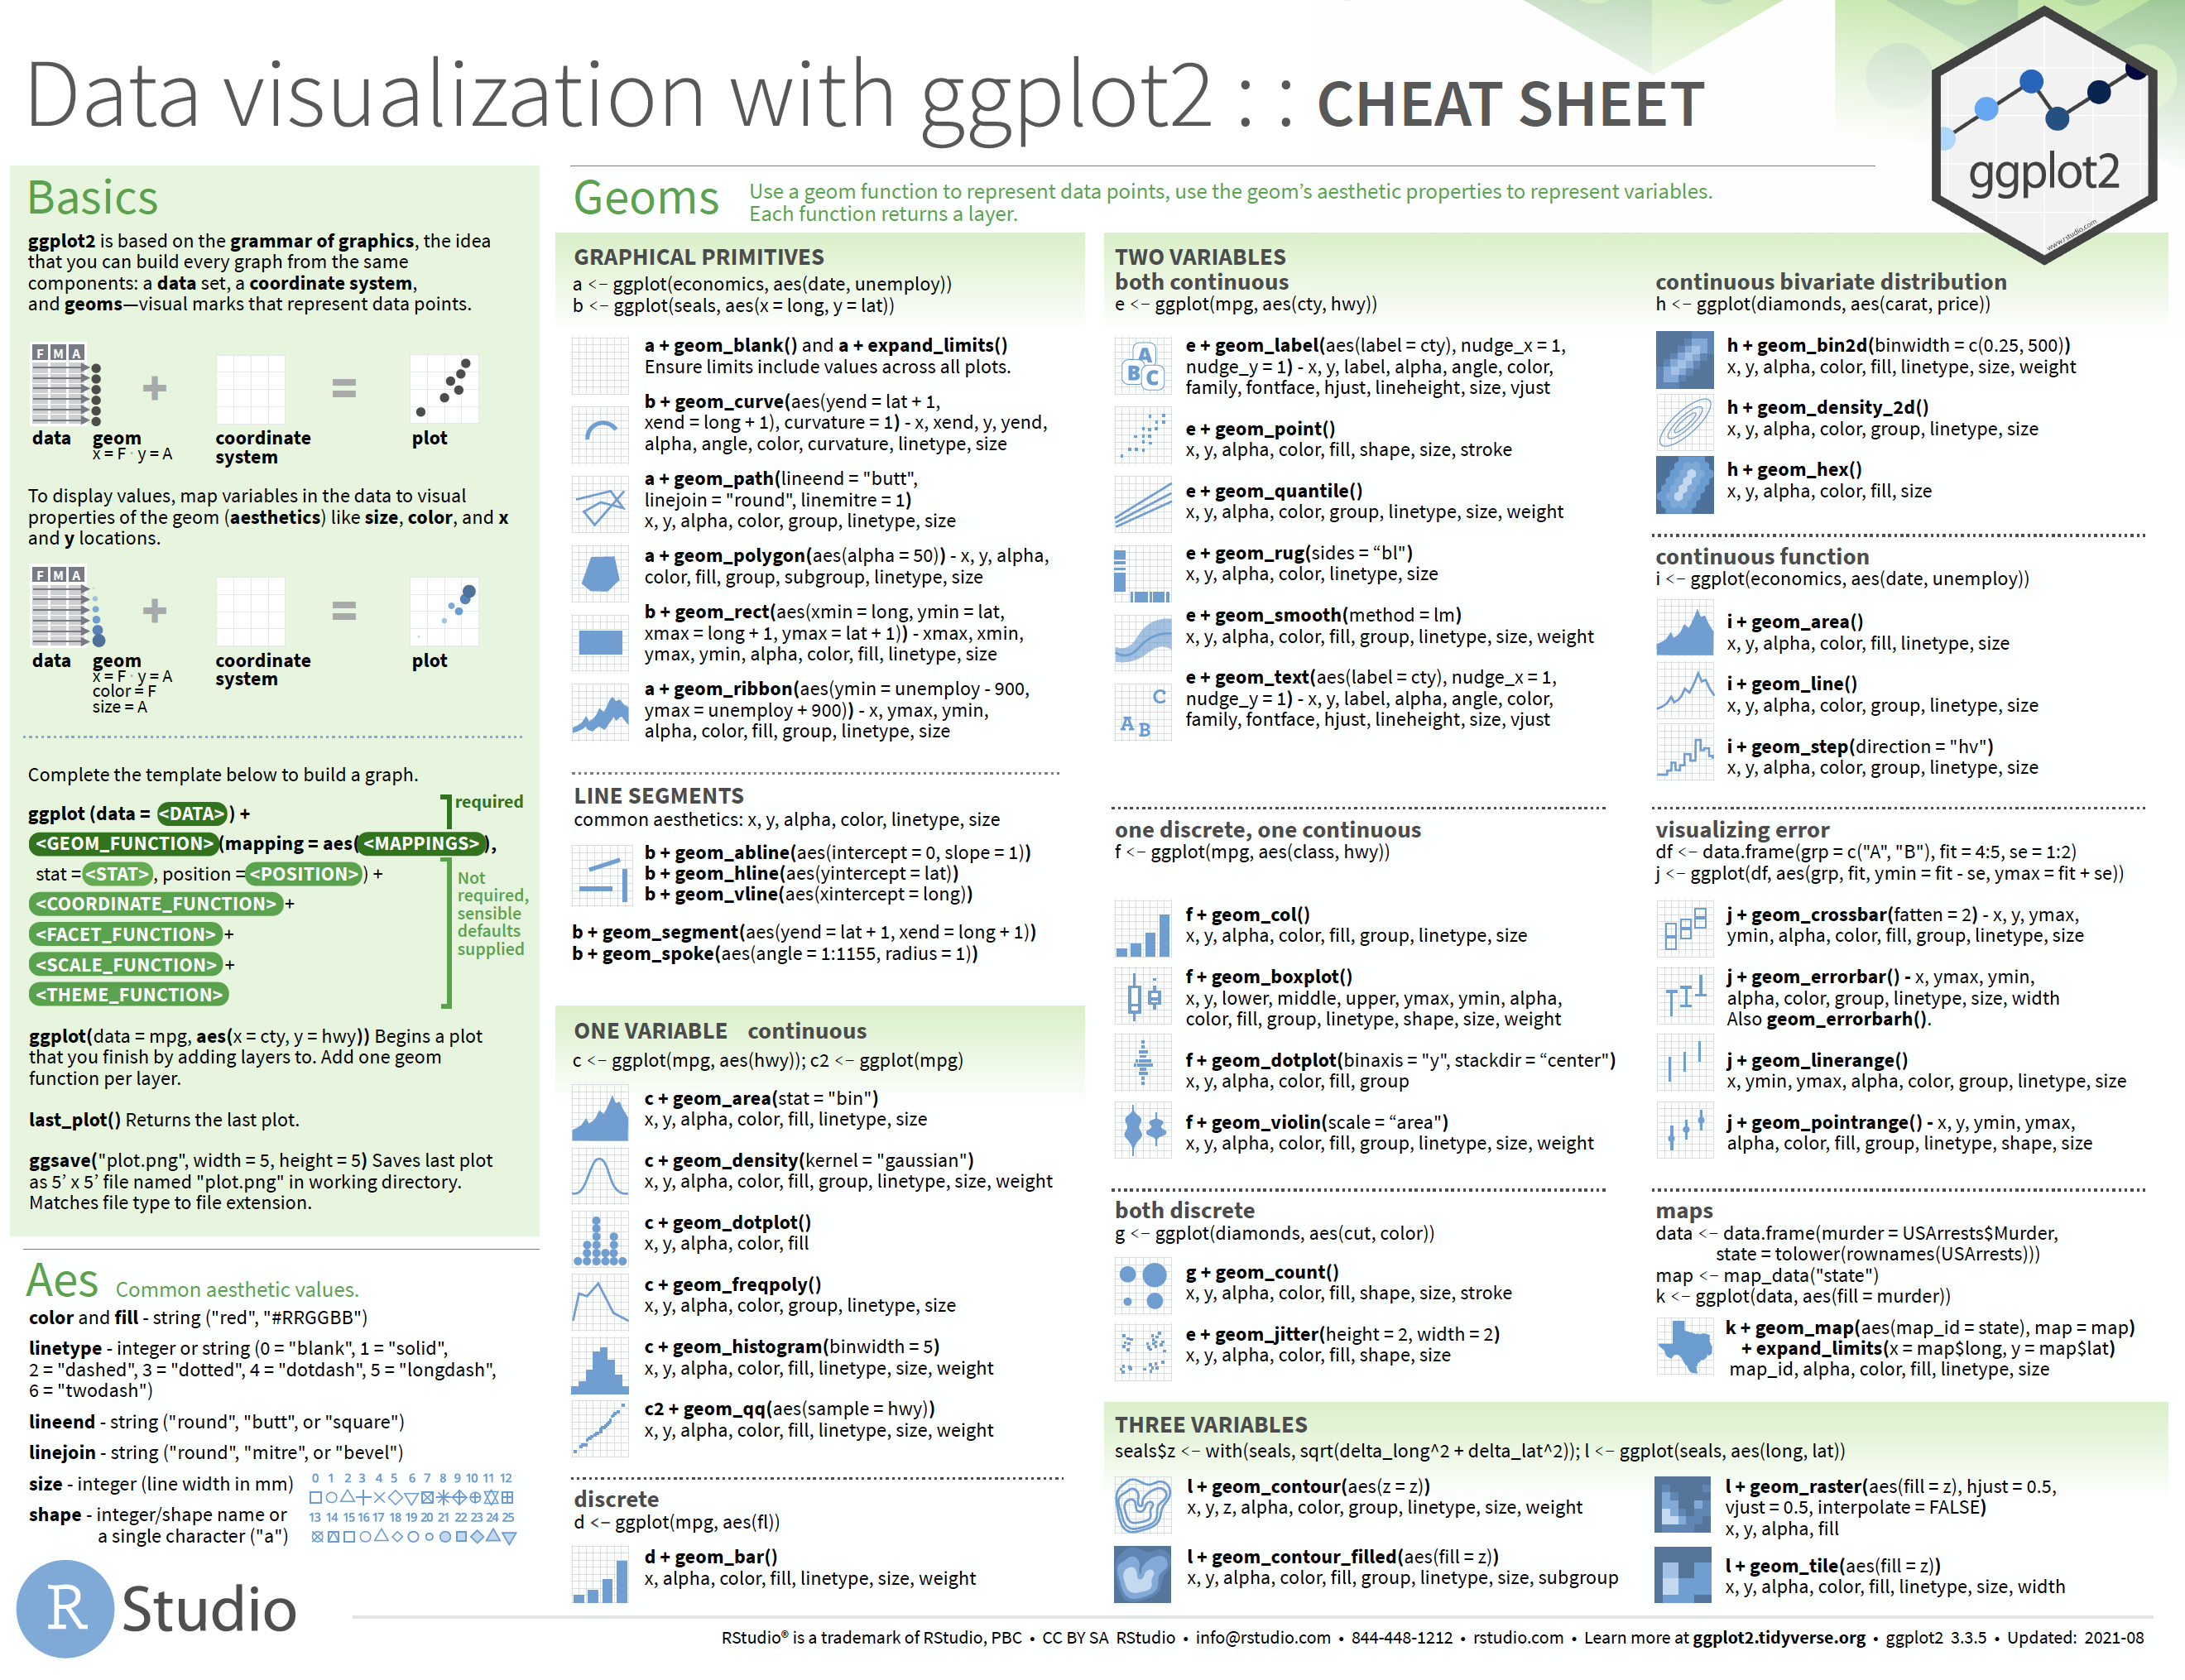 Data visualization with ggplot2 : : CHEAT SHEET
ggplot2
www.rstudio.com
Basics
ggplot2 is based on the grammar of graphics, the idea
that you can build every graph from the same
components: a data set, a coordinate system,
and geoms—visual marks that represent data points.
F M A
+
=
data
geom
x = F · y = A
coordinate
system
plot
To display values, map variables in the data to visual
properties of the geom (aesthetics) like size, color, and x
and y locations.
F M A
+
=
data
geom
x = F · y = A
color = F
size = A
coordinate
system
plot
Complete the template below to build a graph.
required
ggplot (data = <DATA> ) +
<GEOM_FUNCTION> (mapping = aes( <MAPPINGS> ),
stat = <STAT> , position = <POSITION> ) +
<COORDINATE_FUNCTION> +
<FACET_FUNCTION> +
<SCALE_FUNCTION> +
<THEME_FUNCTION>
Not
required,
sensible
defaults
supplied
ggplot(data = mpg, aes(x = cty, y = hwy)) Begins a plot
that you finish by adding layers to. Add one geom
function per layer.
last_plot() Returns the last plot.
ggsave("plot.png", width = 5, height = 5) Saves last plot
as 5’ x 5’ file named "plot.png" in working directory.
Matches file type to file extension.
Aes Common aesthetic values.
color and fill - string ("red", "#RRGGBB")
linetype - integer or string (0 = "blank", 1 = "solid",
2 = "dashed", 3 = "dotted", 4 = "dotdash", 5 = "longdash",
6 = "twodash")
lineend - string ("round", "butt", or "square")
linejoin - string ("round", "mitre", or "bevel")
size - integer (line width in mm)
shape - integer/shape name or
a single character ("a")
0 1 2 3 4 5 6 7 8 9 10 11 12
13 14 15 16 17 18 19 20 21 22 23 24 25
Geoms
Use a geom function to represent data points, use the geom’s aesthetic properties to represent variables.
Each function returns a layer.
GRAPHICAL PRIMITIVES
a <- ggplot(economics, aes(date, unemploy))
b <- ggplot(seals, aes(x = long, y = lat))
a + geom_blank() and a + expand_limits()
Ensure limits include values across all plots.
b + geom_curve(aes(yend = lat + 1,
xend = long + 1), curvature = 1) - x, xend, y, yend,
alpha, angle, color, curvature, linetype, size
a + geom_path(lineend = "butt",
linejoin = "round", linemitre = 1)
x, y, alpha, color, group, linetype, size
a + geom_polygon(aes(alpha = 50)) - x, y, alpha,
color, fill, group, subgroup, linetype, size
b + geom_rect(aes(xmin = long, ymin = lat,
xmax = long + 1, ymax = lat + 1)) - xmax, xmin,
ymax, ymin, alpha, color, fill, linetype, size
a + geom_ribbon(aes(ymin = unemploy - 900,
ymax = unemploy + 900)) - x, ymax, ymin,
alpha, color, fill, group, linetype, size
LINE SEGMENTS
common aesthetics: x, y, alpha, color, linetype, size
b + geom_abline(aes(intercept = 0, slope = 1))
b + geom_hline(aes(yintercept = lat))
b + geom_vline(aes(xintercept = long))
b + geom_segment(aes(yend = lat + 1, xend = long + 1))
b + geom_spoke(aes(angle = 1:1155, radius = 1))
ONE VARIABLE continuous
c <- ggplot(mpg, aes(hwy)); c2 <- ggplot(mpg)
c + geom_area(stat = "bin")
x, y, alpha, color, fill, linetype, size
c + geom_density(kernel = "gaussian")
x, y, alpha, color, fill, group, linetype, size, weight
c + geom_dotplot()
x, y, alpha, color, fill
c + geom_freqpoly()
x, y, alpha, color, group, linetype, size
c + geom_histogram(binwidth = 5)
x, y, alpha, color, fill, linetype, size, weight
c2 + geom_qq(aes(sample = hwy))
x, y, alpha, color, fill, linetype, size, weight
discrete
d <- ggplot(mpg, aes(fl))
d + geom_bar()
x, alpha, color, fill, linetype, size, weight
TWO VARIABLES
both continuous
e <- ggplot(mpg, aes(cty, hwy))
A
B C
e + geom_label(aes(label = cty), nudge_x = 1,
nudge_y = 1) - x, y, label, alpha, angle, color,
family, fontface, hjust, lineheight, size, vjust
e + geom_point()
x, y, alpha, color, fill, shape, size, stroke
e + geom_quantile()
x, y, alpha, color, group, linetype, size, weight
e + geom_rug(sides = “bl")
x, y, alpha, color, linetype, size
e + geom_smooth(method = lm)
x, y, alpha, color, fill, group, linetype, size, weight
C
A B
e + geom_text(aes(label = cty), nudge_x = 1,
nudge_y = 1) - x, y, label, alpha, angle, color,
family, fontface, hjust, lineheight, size, vjust
one discrete, one continuous
f <- ggplot(mpg, aes(class, hwy))
f + geom_col()
x, y, alpha, color, fill, group, linetype, size
f + geom_boxplot()
x, y, lower, middle, upper, ymax, ymin, alpha,
color, fill, group, linetype, shape, size, weight
f + geom_dotplot(binaxis = "y", stackdir = “center")
x, y, alpha, color, fill, group
f + geom_violin(scale = “area")
x, y, alpha, color, fill, group, linetype, size, weight
both discrete
g <- ggplot(diamonds, aes(cut, color))
g + geom_count()
x, y, alpha, color, fill, shape, size, stroke
e + geom_jitter(height = 2, width = 2)
x, y, alpha, color, fill, shape, size
continuous bivariate distribution
h <- ggplot(diamonds, aes(carat, price))
h + geom_bin2d(binwidth = c(0.25, 500))
x, y, alpha, color, fill, linetype, size, weight
h + geom_density_2d()
x, y, alpha, color, group, linetype, size
h + geom_hex()
x, y, alpha, color, fill, size
continuous function
i <- ggplot(economics, aes(date, unemploy))
i + geom_area()
x, y, alpha, color, fill, linetype, size
i + geom_line()
x, y, alpha, color, group, linetype, size
i + geom_step(direction = "hv")
x, y, alpha, color, group, linetype, size
visualizing error
df <- data.frame(grp = c("A", "B"), fit = 4:5, se = 1:2)
j <- ggplot(df, aes(grp, fit, ymin = fit - se, ymax = fit + se))
j + geom_crossbar(fatten = 2) - x, y, ymax,
ymin, alpha, color, fill, group, linetype, size
j + geom_errorbar() - x, ymax, ymin,
alpha, color, group, linetype, size, width
Also geom_errorbarh().
j + geom_linerange()
x, ymin, ymax, alpha, color, group, linetype, size
j + geom_pointrange() - x, y, ymin, ymax,
alpha, color, fill, group, linetype, shape, size
maps
data <- data.frame(murder = USArrests$Murder,
state = tolower(rownames(USArrests)))
map <- map_data("state")
k <- ggplot(data, aes(fill = murder))
k + geom_map(aes(map_id = state), map = map)
+ expand_limits(x = map$long, y = map$lat)
map_id, alpha, color, fill, linetype, size
THREE VARIABLES
seals$z <- with(seals, sqrt(delta_long^2 + delta_lat^2)); l <- ggplot(seals, aes(long, lat))
l + geom_contour(aes(z = z))
x, y, z, alpha, color, group, linetype, size, weight
l + geom_contour_filled(aes(fill = z))
x, y, alpha, color, fill, group, linetype, size, subgroup
l + geom_raster(aes(fill = z), hjust = 0.5,
vjust = 0.5, interpolate = FALSE)
x, y, alpha, fill
l + geom_tile(aes(fill = z))
x, y, alpha, color, fill, linetype, size, width
R Studio
RStudio® is a trademark of RStudio, PBC • CC BY SA RStudio • info@rstudio.com • 844-448-1212 • rstudio.com • Learn more at ggplot2.tidyverse.org • ggplot2 3.3.5 • Updated: 2021-08